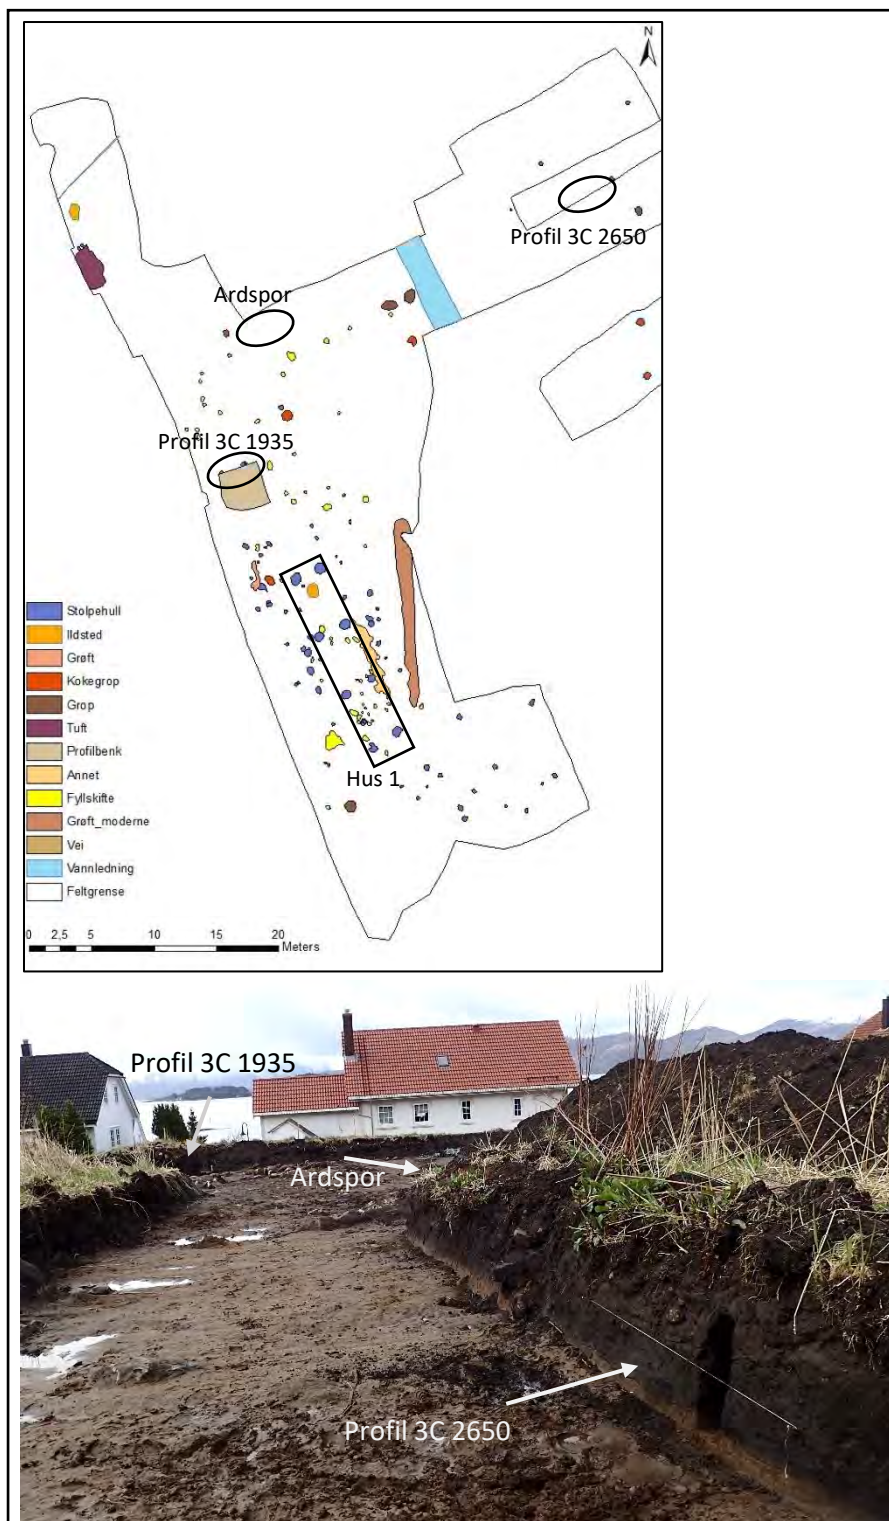 N
Profil 3C 2650
Ardspor
Profil 3C 1935
Hus 1
Stolpehull
Ildsted
Grøft
Kokegrop
Grop
Tuft
Profilbenk
Annet
Fyllskifte
Grøft_moderne
Vei
Vannledning
Feltgrense
0 2,5 5 10 15 20
Meters
Profil 3C 1935
Ardspor
Profil 3C 2650